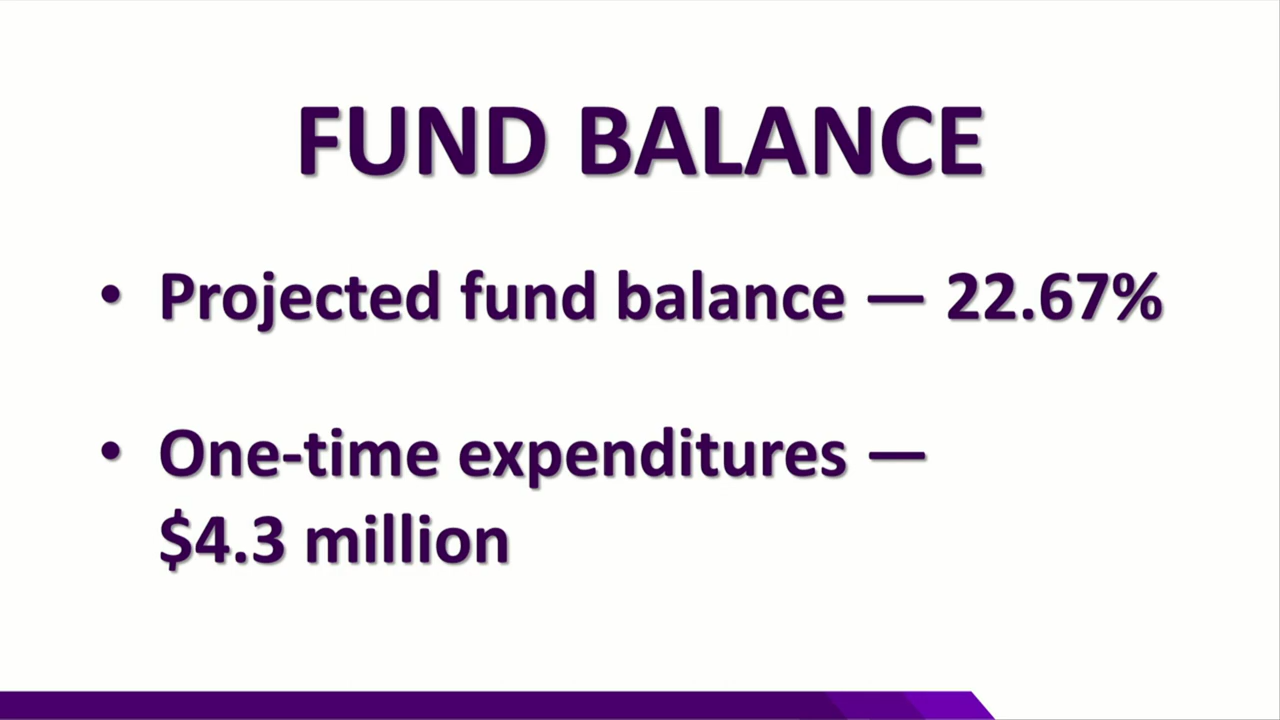 FUND BALANCE
• Projected fund balance — 22.67%
• One-time expenditures —
$4.3 million